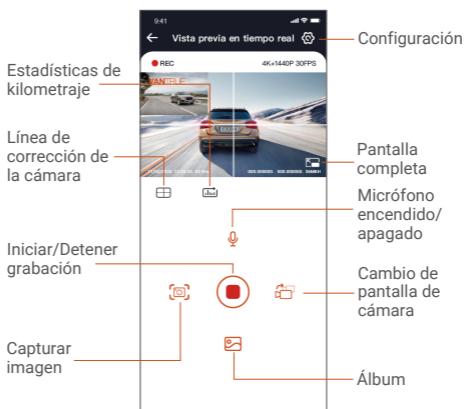 9:41
Vista previa en tiempo real
Configuración
REC
4K+1440P 30FPS
VANTRUE
Estadísticas de
kilometraje
Línea de
corrección de
la cámara
Pantalla
completa
Micrófono
encendido/
apagado
Iniciar/Detener
grabación
Cambio de
pantalla de
cámara
Capturar
imagen
Álbum